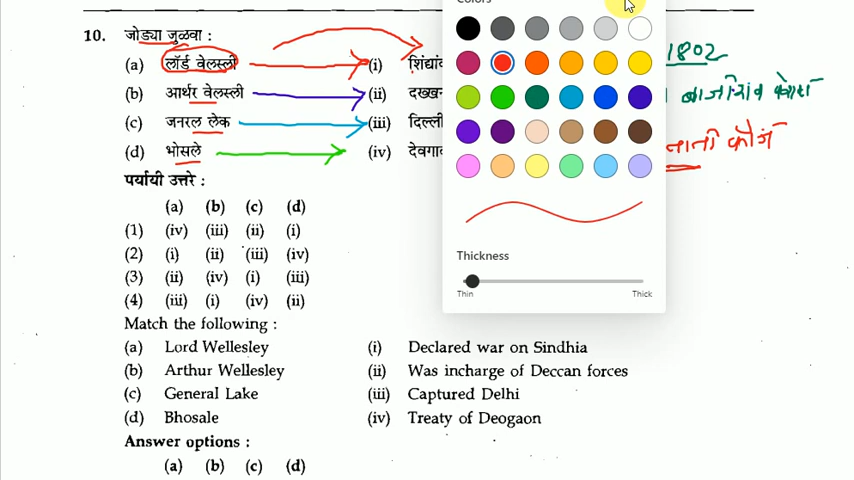 Colors
10. जोड्या जुळवा :
(a) लॉर्ड वेलस्ली (i) शिंद्यां
(b) आर्थर वेलस्ली (ii) दख्खन
(c) जनरल लेक (iii) दिल्ली
(d) भोसले (iv) देवगा
1802
फौज
पर्यायी उत्तरे :
(a) (b) (c) (d)
(1) (iv) (iii) (ii) (i)
(2) (i) (ii) (iii) (iv)
(3) (ii) (iv) (i) (iii)
(4) (iii) (i) (iv) (ii)
Thickness
Thin Thick
Match the following :
(a) Lord Wellesley (i) Declared war on Sindhia
(b) Arthur Wellesley (ii) Was incharge of Deccan forces
(c) General Lake (iii) Captured Delhi
(d) Bhosale (iv) Treaty of Deogaon
Answer options :
(a) (b) (c) (d)